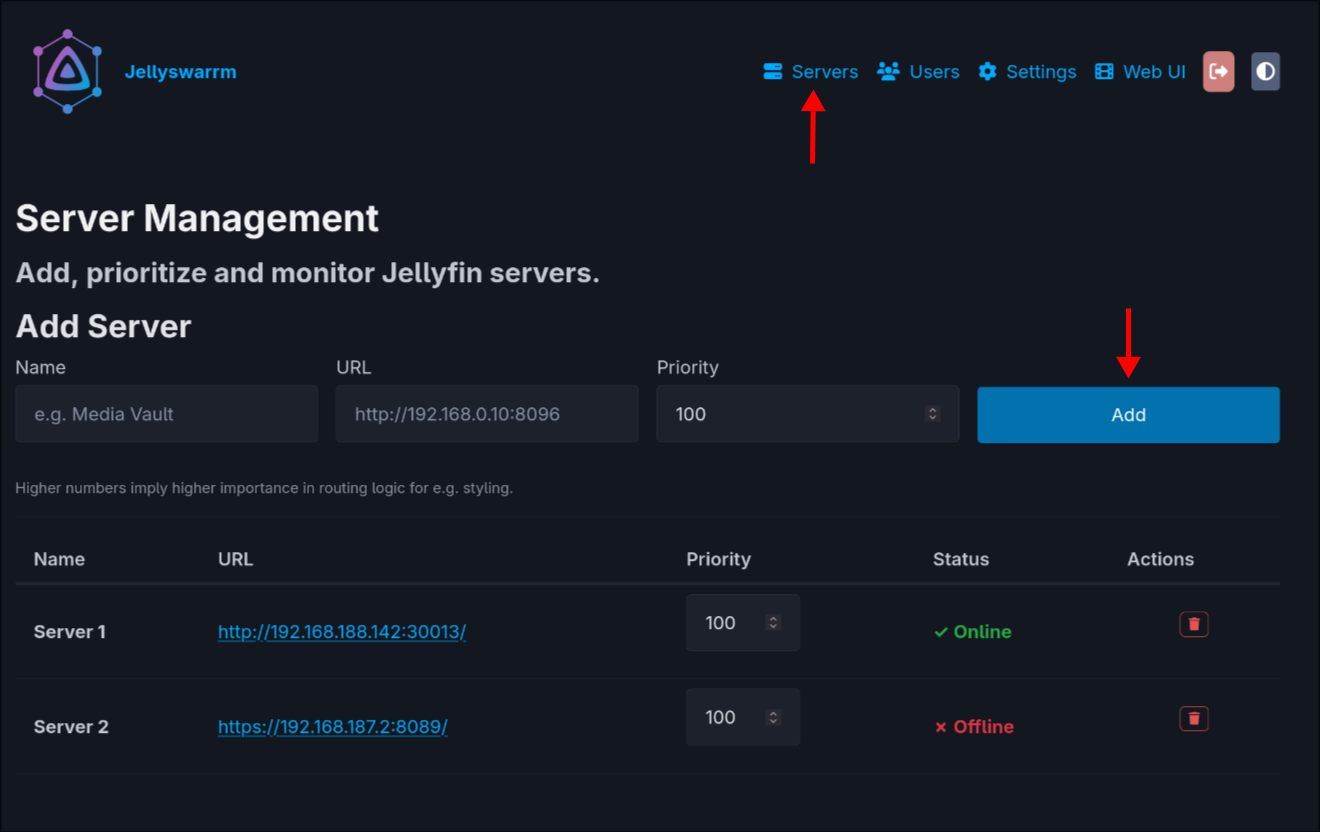 Jellyswarrm
Servers Users Settings Web UI
Server Management
Add, prioritize and monitor Jellyfin servers.
Add Server
Name URL Priority
e.g. Media Vault http://192.168.0.10:8096 100 Add
Higher numbers imply higher importance in routing logic for e.g. styling.
Name URL Priority Status Actions
Server 1 http://192.168.188.142:30013/ 100 Online
Server 2 https://192.168.187.2:8089/ 100 Offline